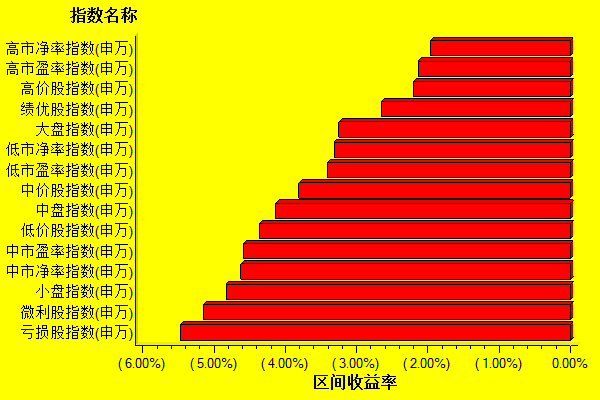 指数名称
高市净率指数(申万)
高市盈率指数(申万)
高价股指数(申万)
绩优股指数(申万)
大盘指数(申万)
低市净率指数(申万)
低市盈率指数(申万)
中价股指数(申万)
中盘指数(申万)
低价股指数(申万)
中市盈率指数(申万)
中市净率指数(申万)
小盘指数(申万)
微利股指数(申万)
亏损股指数(申万)
(6.00%) (5.00%) (4.00%) (3.00%) (2.00%) (1.00%) 0.00%
区间收益率